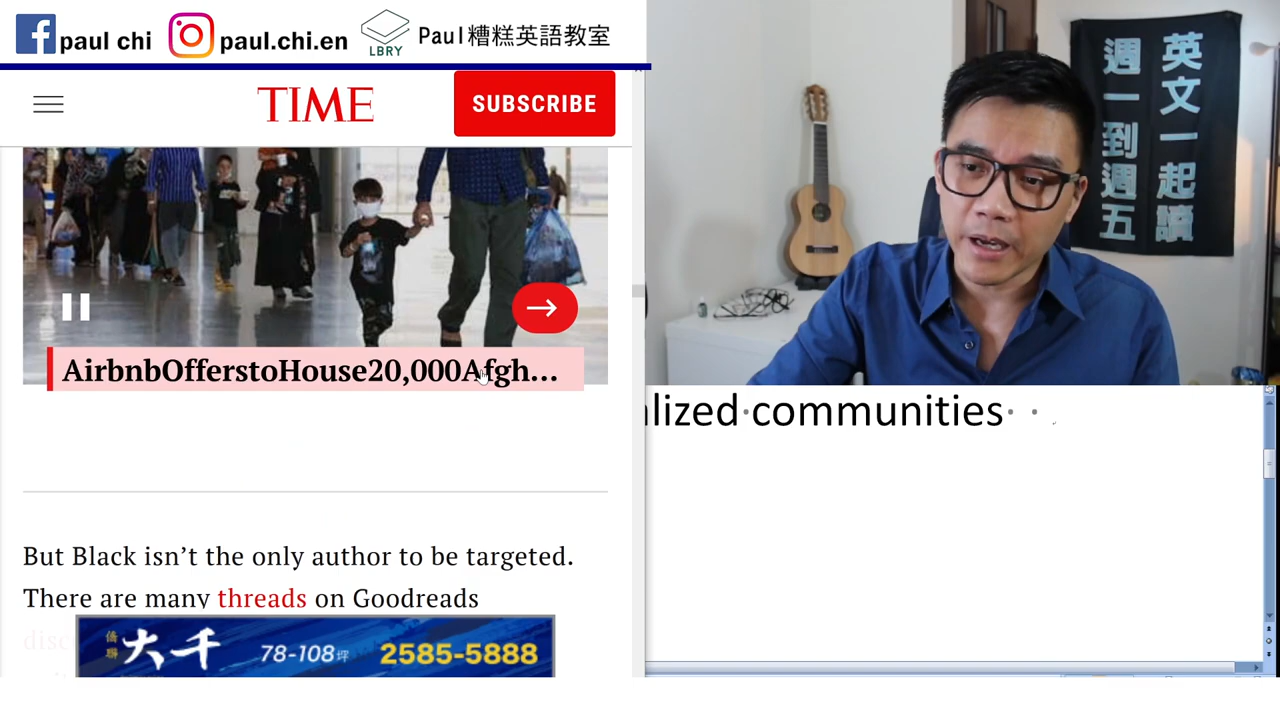 paul chi
paul.chi.en
LBRY
Paul糟糕英語教室
TIME
SUBSCRIBE
AirbnbOfferstoHouse20,000Afgh...
But Black isn't the only author to be targeted.
There are many threads on Goodreads
disc
僑聯
大千
78-108坪
2585-5888
英文一起讀
週一到週五
lized communities